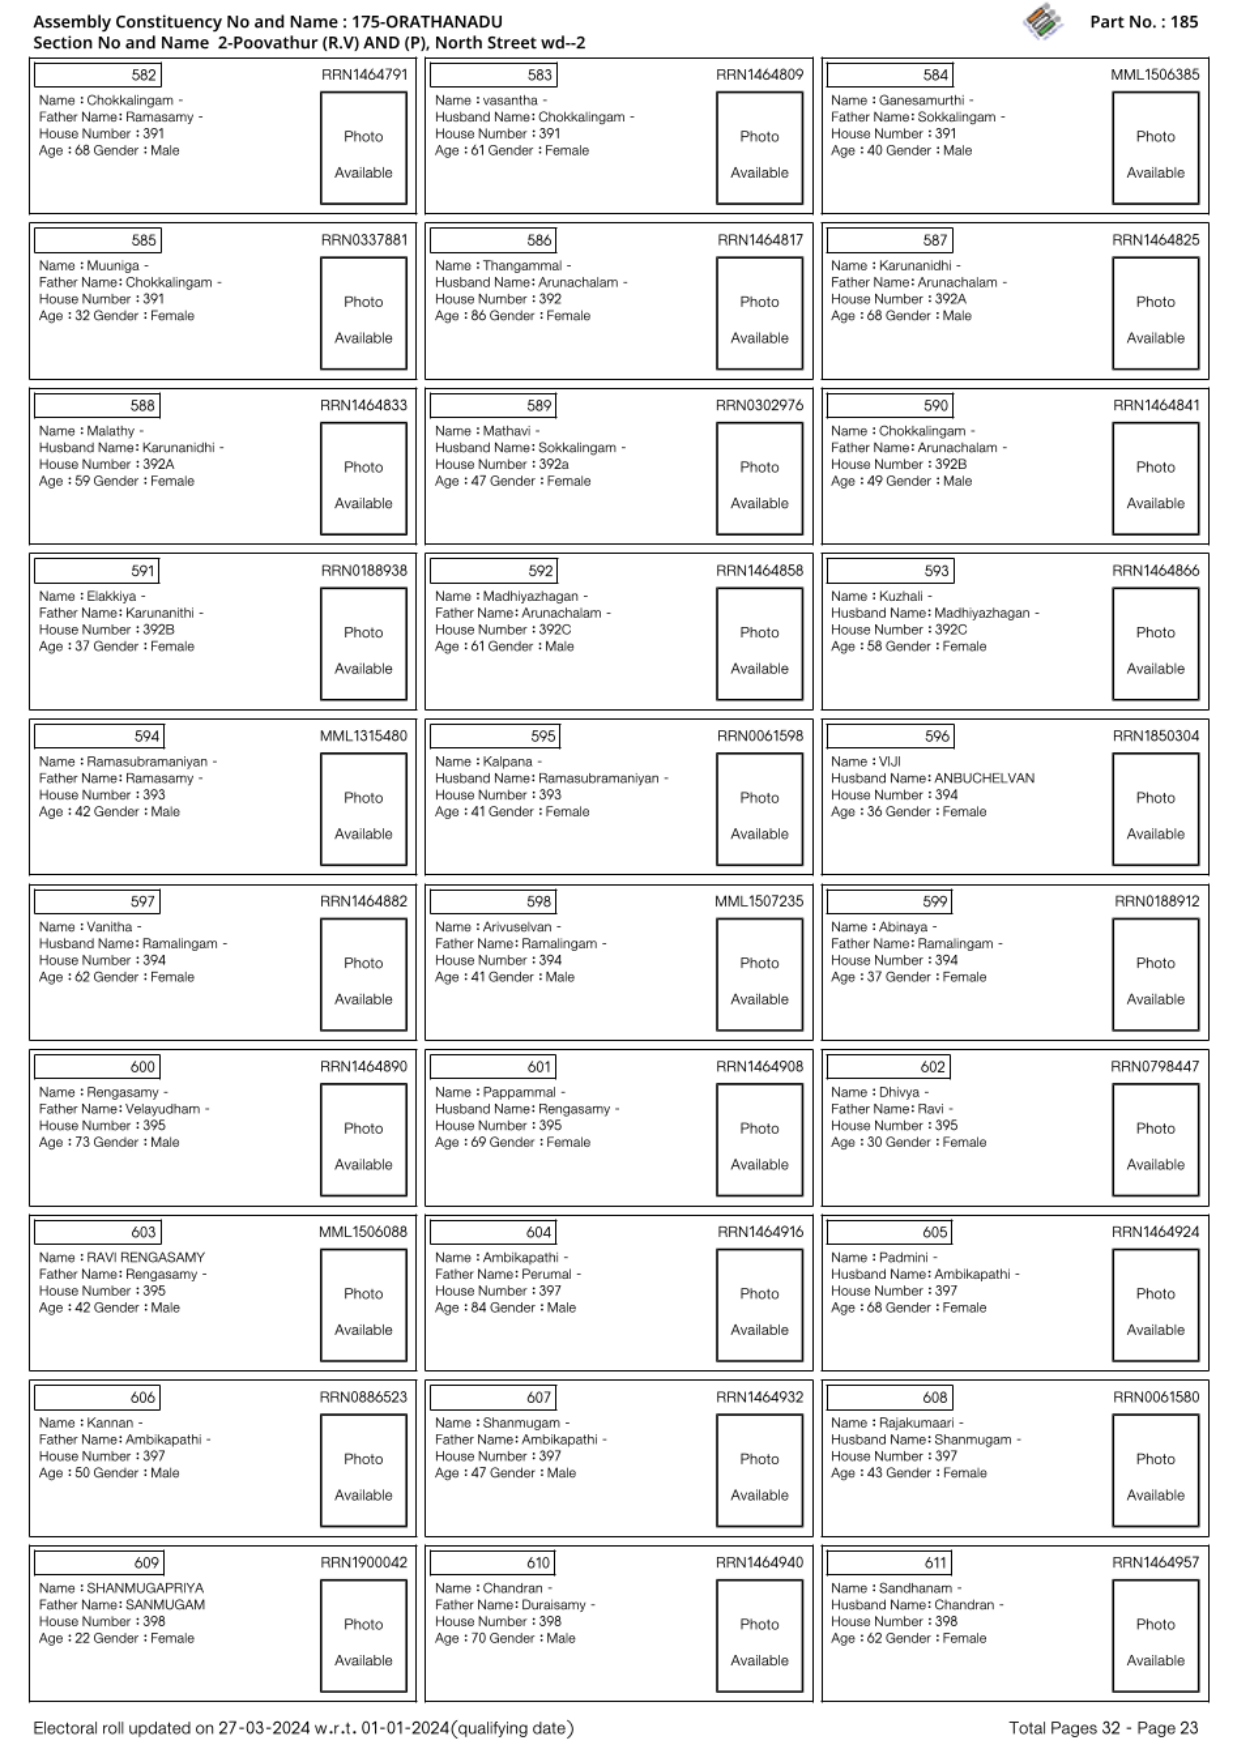 Assembly Constituency No and Name : 175-ORATHANADU
Part No. : 185
Section No and Name 2-Poovathur (R.V) AND (P), North Street wd--2
582 RRN1464791
Name : Chokkalingam -
Father Name: Ramasamy -
House Number : 391
Age : 68 Gender : Male
Photo
Available
583 RRN1464809
Name : vasantha -
Husband Name: Chokkalingam -
House Number : 391
Age : 61 Gender : Female
Photo
Available
584 MML1506385
Name : Ganesamurthi -
Father Name: Sokkalingam -
House Number : 391
Age : 40 Gender : Male
Photo
Available
585 RRN0337881
Name : Muuniga -
Father Name: Chokkalingam -
House Number : 391
Age : 32 Gender : Female
Photo
Available
586 RRN1464817
Name : Thangammal -
Husband Name: Arunachalam -
House Number : 392
Age : 86 Gender : Female
Photo
Available
587 RRN1464825
Name : Karunanidhi -
Father Name: Arunachalam -
House Number : 392A
Age : 68 Gender : Male
Photo
Available
588 RRN1464833
Name : Malathy -
Husband Name: Karunanidhi -
House Number : 392A
Age : 59 Gender : Female
Photo
Available
589 RRN0302976
Name : Mathavi -
Husband Name: Sokkalingam -
House Number : 392a
Age : 47 Gender : Female
Photo
Available
590 RRN1464841
Name : Chokkalingam -
Father Name: Arunachalam -
House Number : 392B
Age : 49 Gender : Male
Photo
Available
591 RRN0188938
Name : Elakkiya -
Father Name: Karunanithi -
House Number : 392B
Age : 37 Gender : Female
Photo
Available
592 RRN1464858
Name : Madhiyazhagan -
Father Name: Arunachalam -
House Number : 392C
Age : 61 Gender : Male
Photo
Available
593 RRN1464866
Name : Kuzhali -
Husband Name: Madhiyazhagan -
House Number : 392C
Age : 58 Gender : Female
Photo
Available
594 MML1315480
Name : Ramasubramaniyan -
Father Name: Ramasamy -
House Number : 393
Age : 42 Gender : Male
Photo
Available
595 RRN0061598
Name : Kalpana -
Husband Name: Ramasubramaniyan -
House Number : 393
Age : 41 Gender : Female
Photo
Available
596 RRN1850304
Name : VIJI
Husband Name: ANBUCHELVAN
House Number : 394
Age : 36 Gender : Female
Photo
Available
597 RRN1464882
Name : Vanitha -
Husband Name: Ramalingam -
House Number : 394
Age : 62 Gender : Female
Photo
Available
598 MML1507235
Name : Arivuselvan -
Father Name: Ramalingam -
House Number : 394
Age : 41 Gender : Male
Photo
Available
599 RRN0188912
Name : Abinaya -
Father Name: Ramalingam -
House Number : 394
Age : 37 Gender : Female
Photo
Available
600 RRN1464890
Name : Rengasamy -
Father Name: Velayudham -
House Number : 395
Age : 73 Gender : Male
Photo
Available
601 RRN1464908
Name : Pappammal -
Husband Name: Rengasamy -
House Number : 395
Age : 69 Gender : Female
Photo
Available
602 RRN0798447
Name : Dhivya -
Father Name: Ravi -
House Number : 395
Age : 30 Gender : Female
Photo
Available
603 MML1506088
Name : RAVI RENGASAMY
Father Name: Rengasamy -
House Number : 395
Age : 42 Gender : Male
Photo
Available
604 RRN1464916
Name : Ambikapathi -
Father Name: Perumal -
House Number : 397
Age : 84 Gender : Male
Photo
Available
605 RRN1464924
Name : Padmini -
Husband Name: Ambikapathi -
House Number : 397
Age : 68 Gender : Female
Photo
Available
606 RRN0886523
Name : Kannan -
Father Name: Ambikapathi -
House Number : 397
Age : 50 Gender : Male
Photo
Available
607 RRN1464932
Name : Shanmugam -
Father Name: Ambikapathi -
House Number : 397
Age : 47 Gender : Male
Photo
Available
608 RRN0061580
Name : Rajakumaari -
Husband Name: Shanmugam -
House Number : 397
Age : 43 Gender : Female
Photo
Available
609 RRN1900042
Name : SHANMUGAPRIYA
Father Name: SANMUGAM
House Number : 398
Age : 22 Gender : Female
Photo
Available
610 RRN1464940
Name : Chandran -
Father Name: Duraisamy -
House Number : 398
Age : 70 Gender : Male
Photo
Available
611 RRN1464957
Name : Sandhanam -
Husband Name: Chandran -
House Number : 398
Age : 62 Gender : Female
Photo
Available
Electoral roll updated on 27-03-2024 w.r.t. 01-01-2024(qualifying date)
Total Pages 32 - Page 23